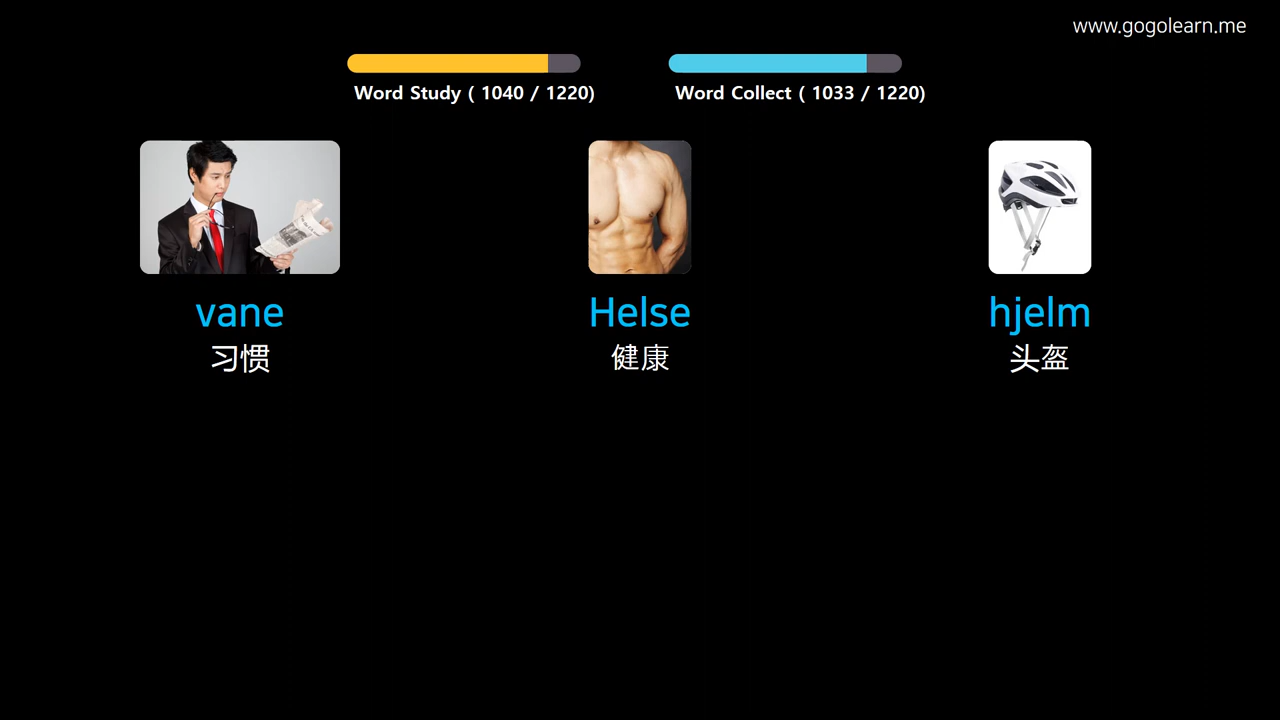 www.gogolearn.me
Word Study ( 1040 / 1220)
Word Collect ( 1033 / 1220)
vane
Helse
hjelm
习惯
健康
头盔